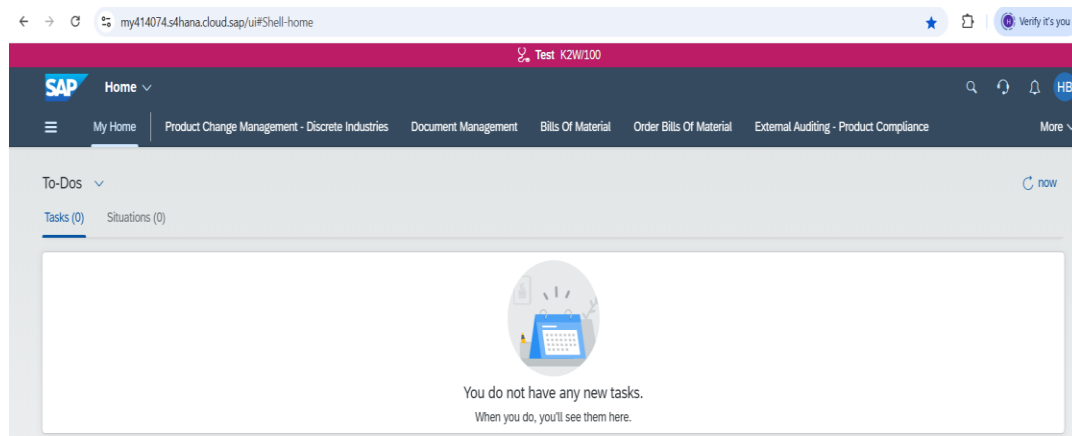 my414074.s4hana.cloud.sap/ui#Shell-home
Verify it's you
Test K2W/100
SAP Home
HB
My Home Product Change Management - Discrete Industries Document Management Bills Of Material Order Bills Of Material External Auditing - Product Compliance More
To-Dos
now
Tasks (0) Situations (0)
You do not have any new tasks.
When you do, you'll see them here.